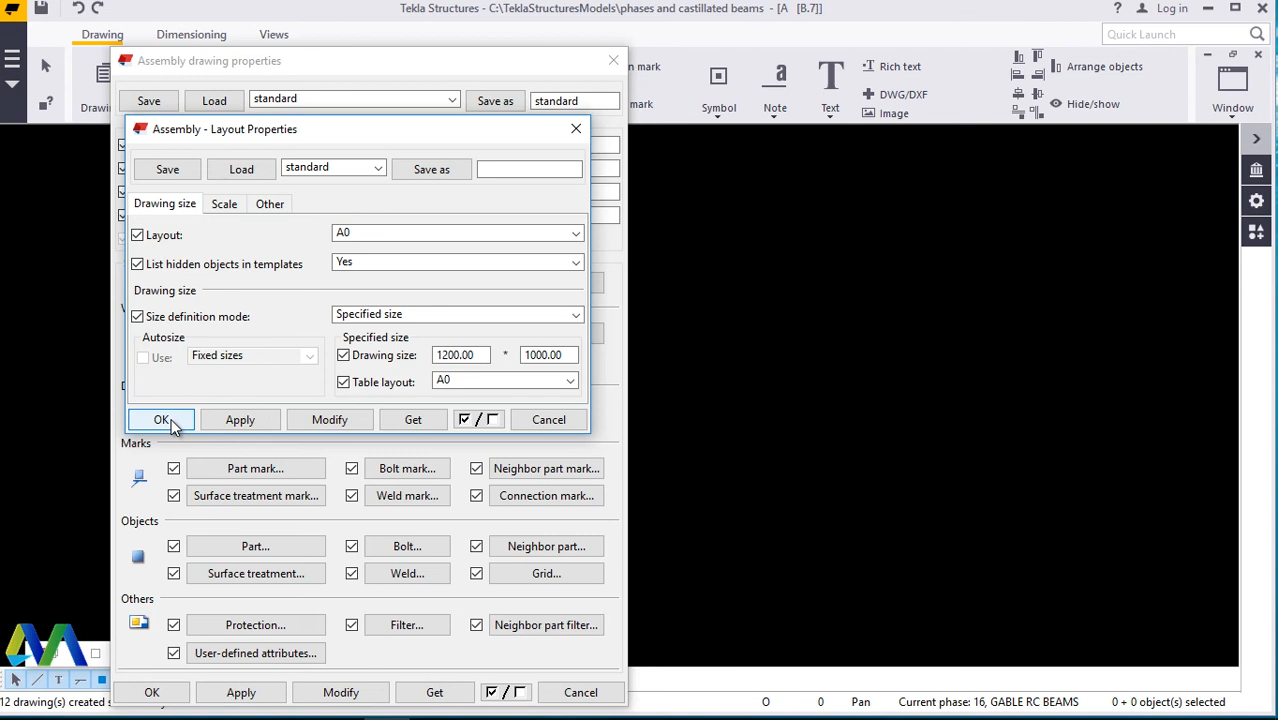 Tekla Structures - C:\TeklaStructuresModels\phases and castillated beams - [A [B.7]]
? Log in
Drawing Dimensioning Views
Quick Launch
Assembly drawing properties
Save Load standard Save as standard
mark
mark
Drawi
Symbol Note Text
Rich text
DWG/DXF
Image
Arrange objects
Hide/show
Window
Assembly - Layout Properties
Save Load standard Save as
Drawing size Scale Other
Layout: A0
List hidden objects in templates Yes
Drawing size
Size definition mode: Specified size
Autosize Specified size
Use: Fixed sizes Drawing size: 1200.00 * 1000.00
Table layout: A0
OK Apply Modify Get / Cancel
Marks
Part mark... Bolt mark... Neighbor part mark...
Surface treatment mark... Weld mark... Connection mark...
Objects
Part... Bolt... Neighbor part...
Surface treatment... Weld... Grid...
Others
Protection... Filter... Neighbor part filter...
User-defined attributes...
OK Apply Modify Get / Cancel
12 drawing(s) created s
O 0 Pan Current phase: 16, GABLE RC BEAMS 0 + 0 object(s) selected